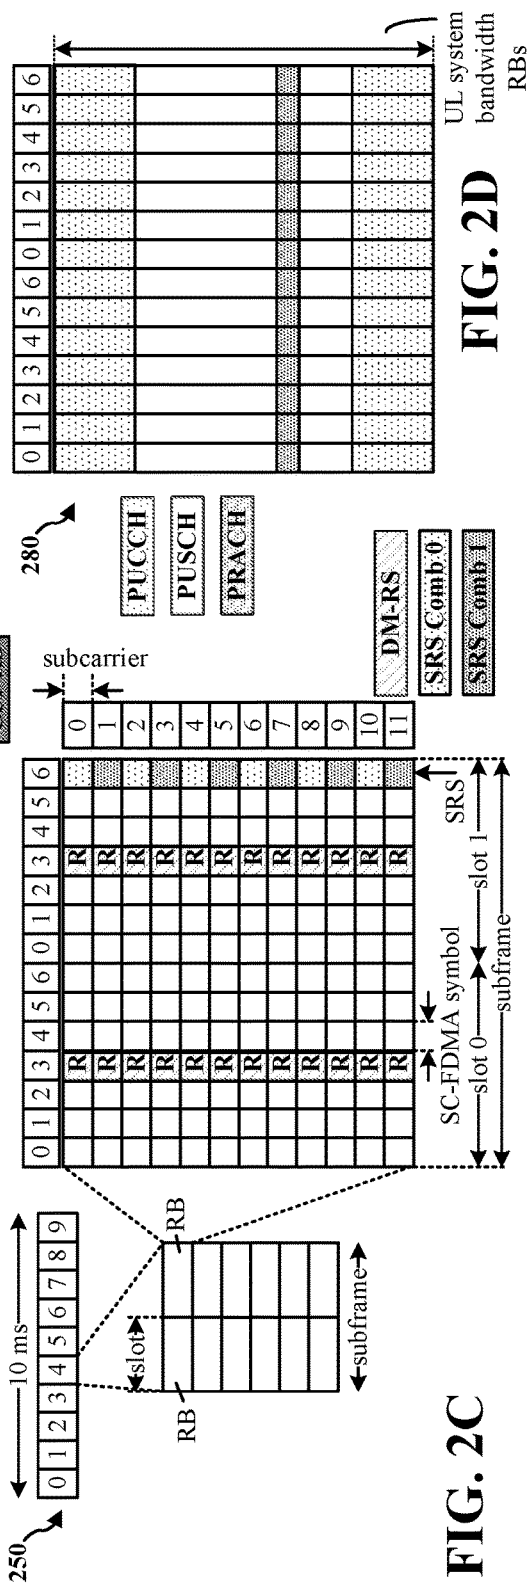 250
10 ms
0 1 2 3 4 5 6 7 8 9
slot
RB
RB
subframe
FIG. 2C
0 1 2 3 4 5 6 0 1 2 3 4 5 6
R R
R R
R R
R R
R R
R R
R R
R R
R R
R R
R R
R R
subcarrier
0
1
2
3
4
5
6
7
8
9
10
11
SC-FDMA symbol
SRS
slot 0
slot 1
subframe
DM-RS
SRS Comb 0
SRS Comb 1
280
0 1 2 3 4 5 6 0 1 2 3 4 5 6
PUCCH
PUSCH
PRACH
UL system
bandwidth
RBs
FIG. 2D